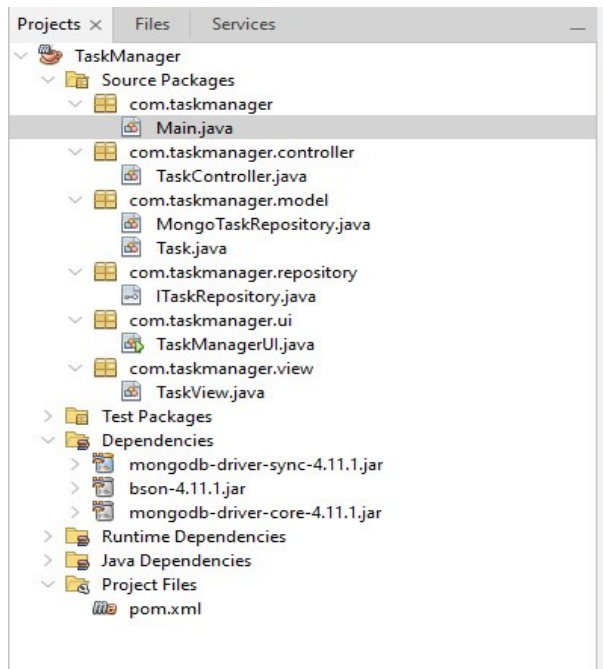 Projects × Files Services
TaskManager
Source Packages
com.taskmanager
Main.java
com.taskmanager.controller
TaskController.java
com.taskmanager.model
MongoTaskRepository.java
Task.java
com.taskmanager.repository
ITaskRepository.java
com.taskmanager.ui
TaskManagerUI.java
com.taskmanager.view
TaskView.java
Test Packages
Dependencies
mongodb-driver-sync-4.11.1.jar
bson-4.11.1.jar
mongodb-driver-core-4.11.1.jar
Runtime Dependencies
Java Dependencies
Project Files
pom.xml